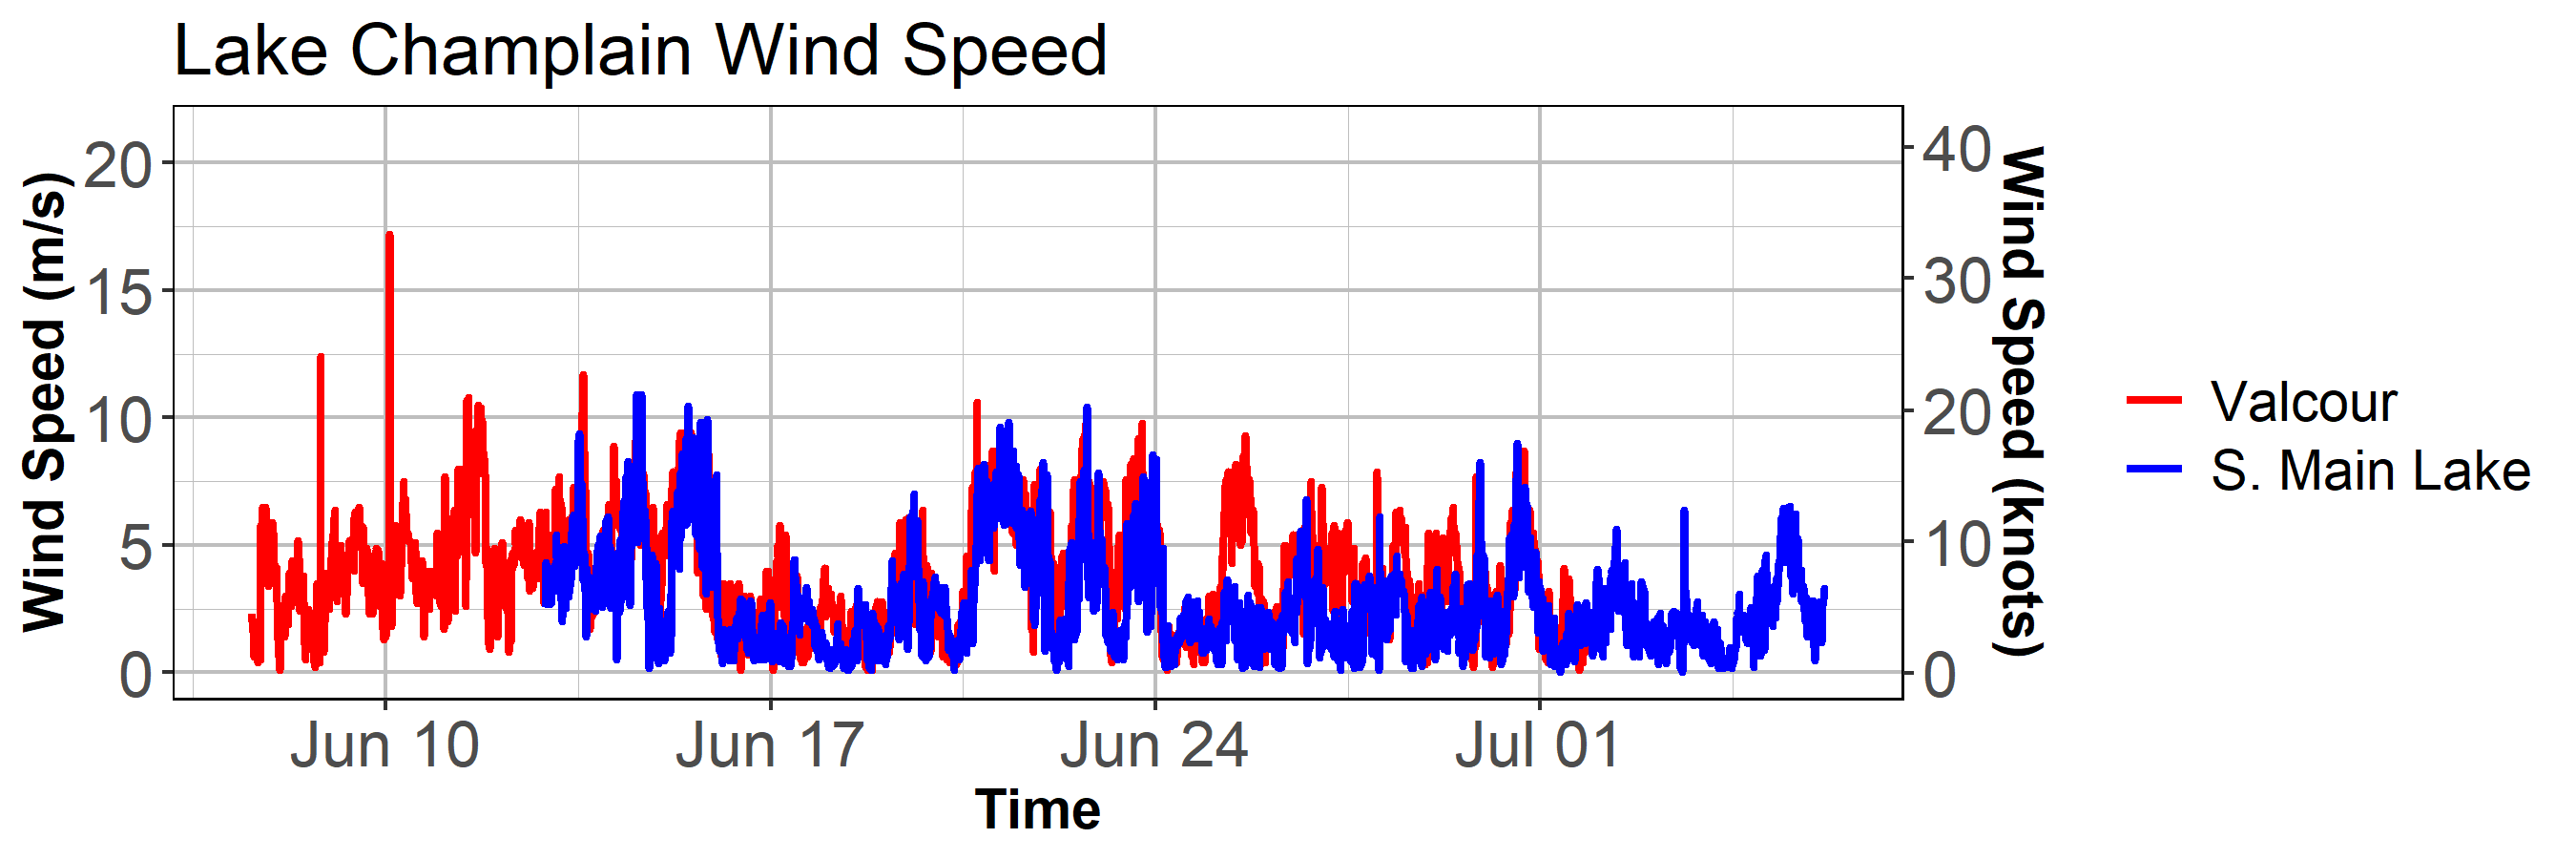 Lake Champlain Wind Speed
Wind Speed (m/s)
20
15
10
5
0
40
30
20
10
0
Wind Speed (knots)
Jun 10
Jun 17
Jun 24
Jul 01
Time
Valcour
S. Main Lake